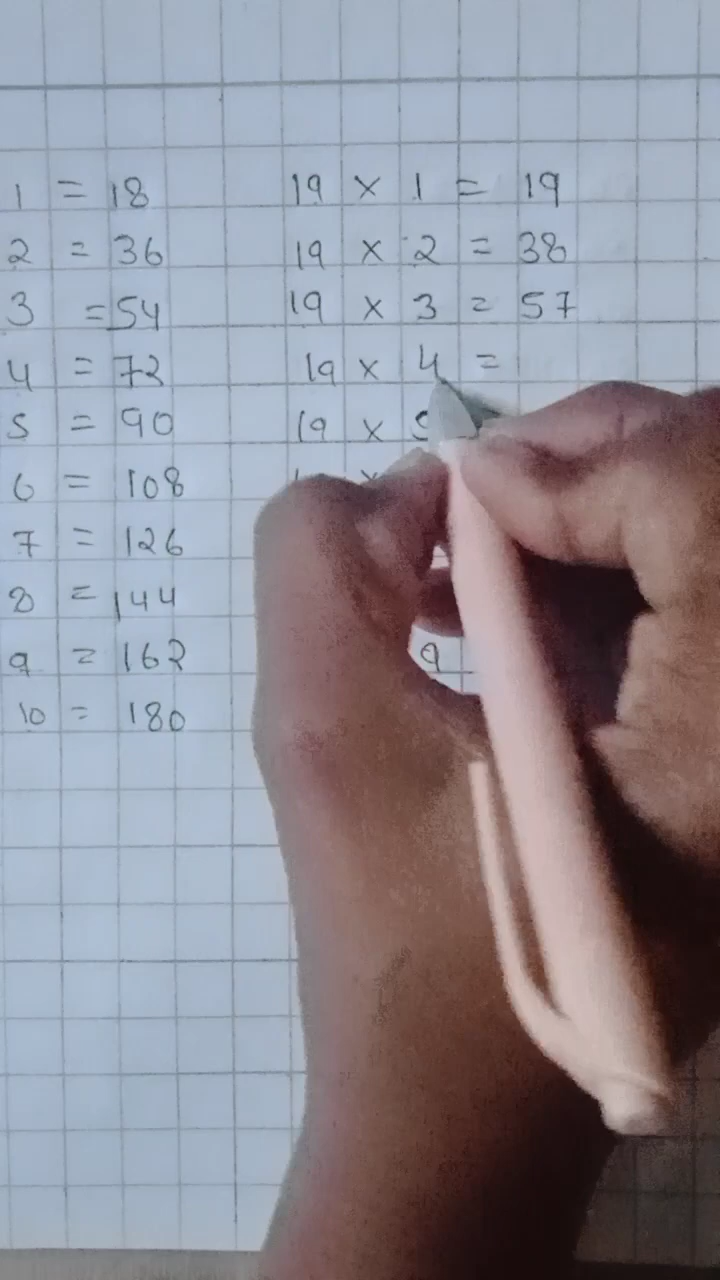 1 = 18 19 × 1 = 19
2 = 36 19 × 2 = 38
3 = 54 19 × 3 = 57
4 = 72 19 × 4 =
5 = 90 19 ×
6 = 108
7 = 126
8 = 144
9 = 162 9
10 = 180